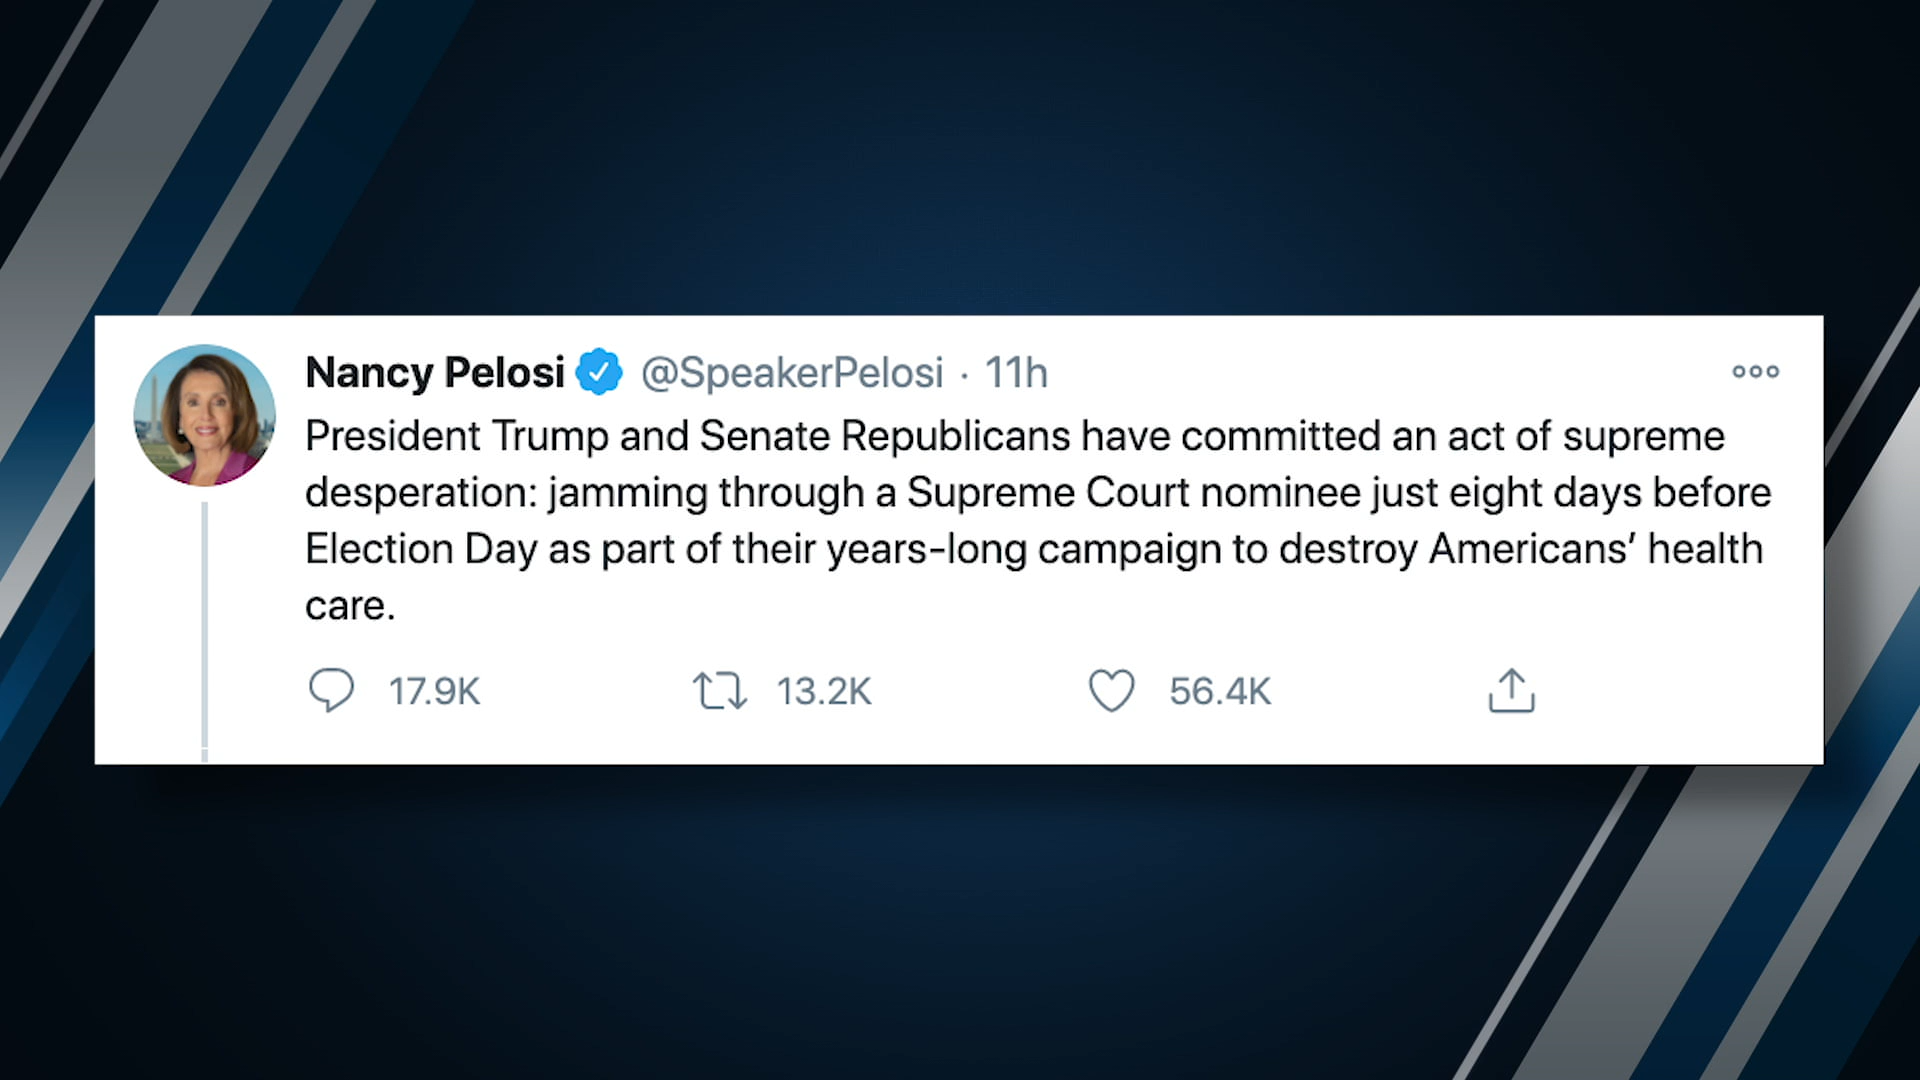 Nancy Pelosi @SpeakerPelosi · 11h
President Trump and Senate Republicans have committed an act of supreme
desperation: jamming through a Supreme Court nominee just eight days before
Election Day as part of their years-long campaign to destroy Americans’ health
care.
17.9K 13.2K 56.4K